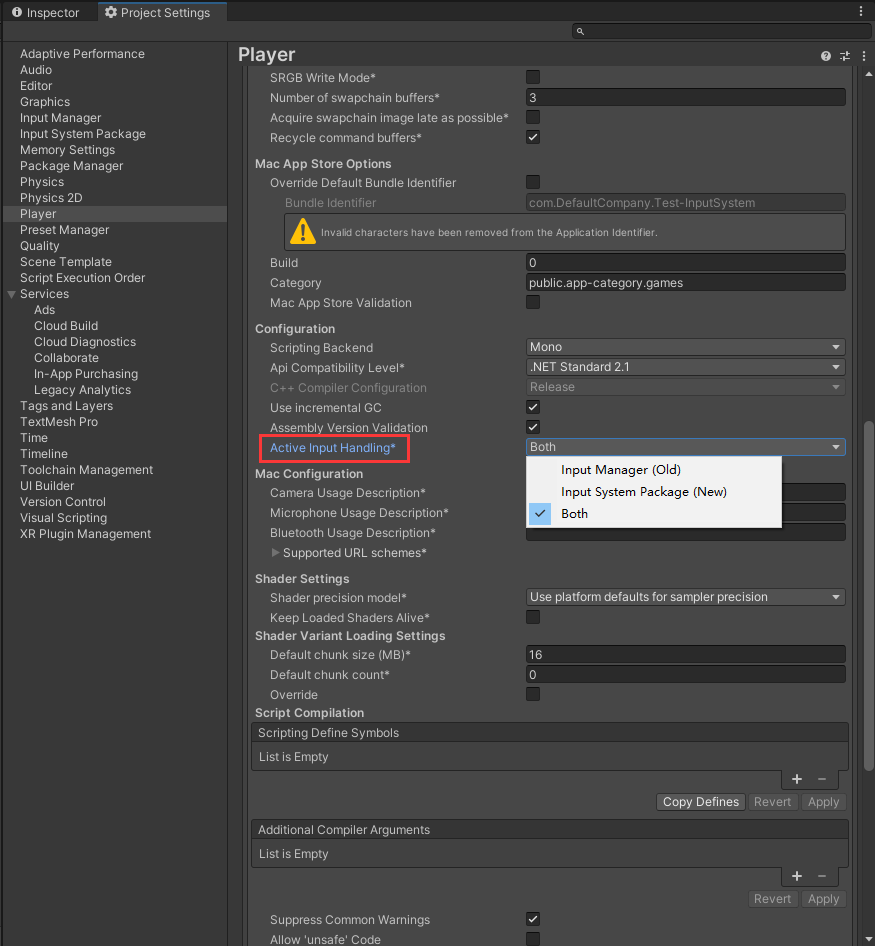 Inspector
Project Settings
Adaptive Performance
Audio
Editor
Graphics
Input Manager
Input System Package
Memory Settings
Package Manager
Physics
Physics 2D
Player
Preset Manager
Quality
Scene Template
Script Execution Order
Services
Ads
Cloud Build
Cloud Diagnostics
Collaborate
In-App Purchasing
Legacy Analytics
Tags and Layers
TextMesh Pro
Time
Timeline
Toolchain Management
UI Builder
Version Control
Visual Scripting
XR Plugin Management
Player
SRGB Write Mode*
Number of swapchain buffers* 3
Acquire swapchain image late as possible*
Recycle command buffers*
Mac App Store Options
Override Default Bundle Identifier
Bundle Identifier com.DefaultCompany.Test-InputSystem
Invalid characters have been removed from the Application Identifier.
Build 0
Category public.app-category.games
Mac App Store Validation
Configuration
Scripting Backend Mono
Api Compatibility Level* .NET Standard 2.1
C++ Compiler Configuration Release
Use incremental GC
Assembly Version Validation
Active Input Handling* Both
Input Manager (Old)
Input System Package (New)
Both
Mac Configuration
Camera Usage Description*
Microphone Usage Description*
Bluetooth Usage Description*
Supported URL schemes*
Shader Settings
Shader precision model* Use platform defaults for sampler precision
Keep Loaded Shaders Alive*
Shader Variant Loading Settings
Default chunk size (MB)* 16
Default chunk count* 0
Override
Script Compilation
Scripting Define Symbols
List is Empty
+ −
Copy Defines Revert Apply
Additional Compiler Arguments
List is Empty
+ −
Revert Apply
Suppress Common Warnings
Allow 'unsafe' Code